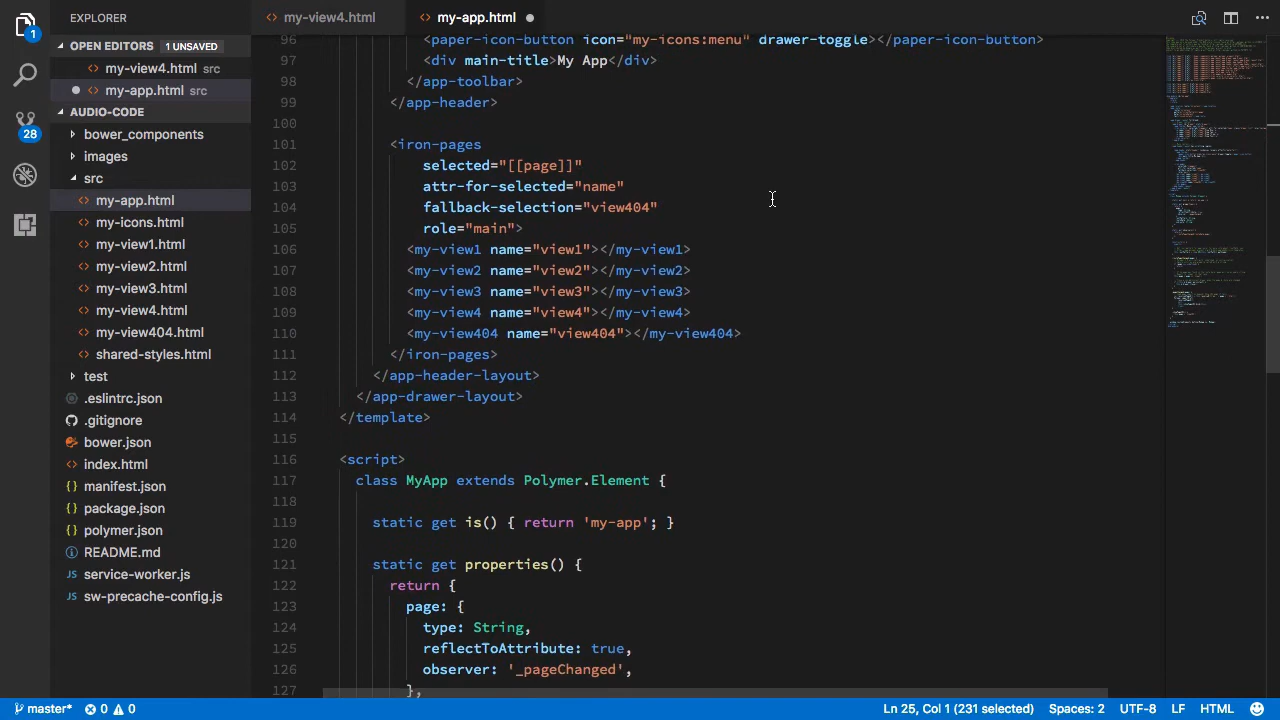 EXPLORER
OPEN EDITORS 1 UNSAVED
my-view4.html src
my-app.html src
AUDIO-CODE
bower_components
images
src
my-app.html
my-icons.html
my-view1.html
my-view2.html
my-view3.html
my-view4.html
my-view404.html
shared-styles.html
test
.eslintrc.json
.gitignore
bower.json
index.html
manifest.json
package.json
polymer.json
README.md
JS service-worker.js
JS sw-precache-config.js
1
28
my-view4.html my-app.html
96 <paper-icon-button icon="my-icons:menu" drawer-toggle></paper-icon-button>
97 <div main-title>My App</div>
98 </app-toolbar>
99 </app-header>
100
101 <iron-pages
102 selected="[[page]]"
103 attr-for-selected="name"
104 fallback-selection="view404"
105 role="main">
106 <my-view1 name="view1"></my-view1>
107 <my-view2 name="view2"></my-view2>
108 <my-view3 name="view3"></my-view3>
109 <my-view4 name="view4"></my-view4>
110 <my-view404 name="view404"></my-view404>
111 </iron-pages>
112 </app-header-layout>
113 </app-drawer-layout>
114 </template>
115
116 <script>
117 class MyApp extends Polymer.Element {
118
119 static get is() { return 'my-app'; }
120
121 static get properties() {
122 return {
123 page: {
124 type: String,
125 reflectToAttribute: true,
126 observer: '_pageChanged',
127 },
master* 0 0 Ln 25, Col 1 (231 selected) Spaces: 2 UTF-8 LF HTML